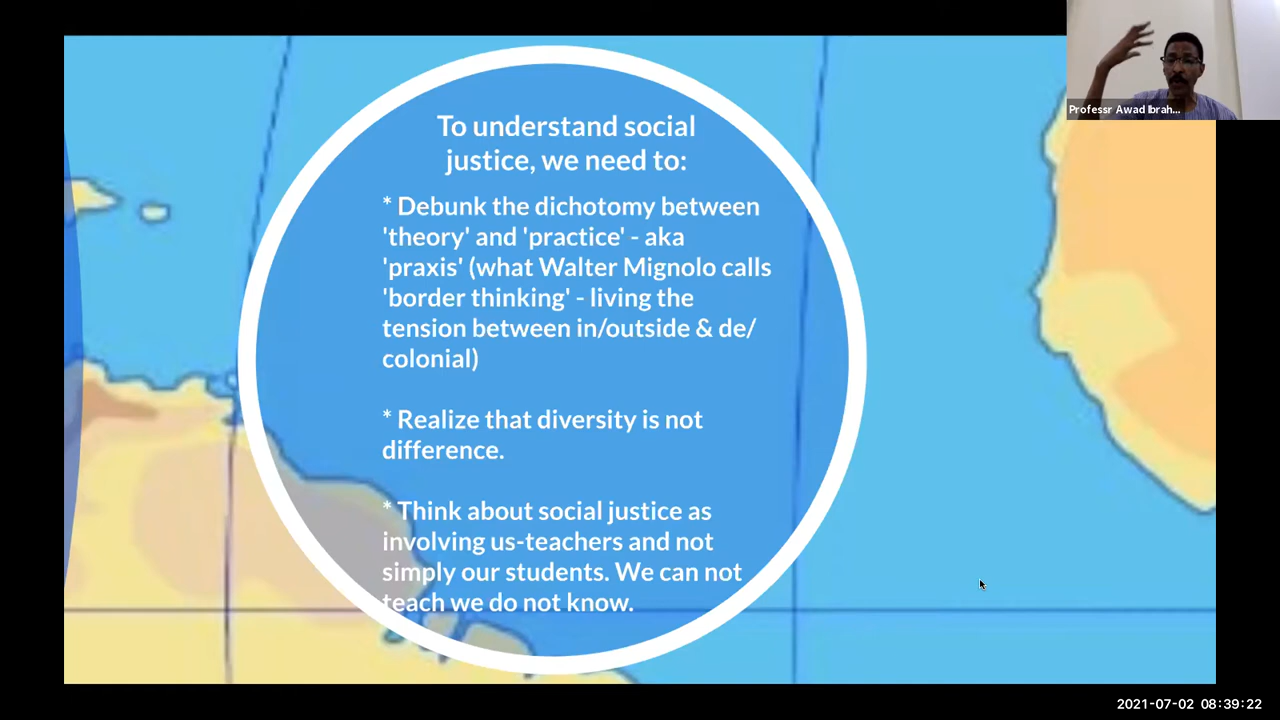 Professr Awad Ibrah...
To understand social
justice, we need to:
* Debunk the dichotomy between
'theory' and 'practice' - aka
'praxis' (what Walter Mignolo calls
'border thinking' - living the
tension between in/outside & de/
colonial)
* Realize that diversity is not
difference.
* Think about social justice as
involving us-teachers and not
simply our students. We can not
teach we do not know.
2021-07-02 08:39:22